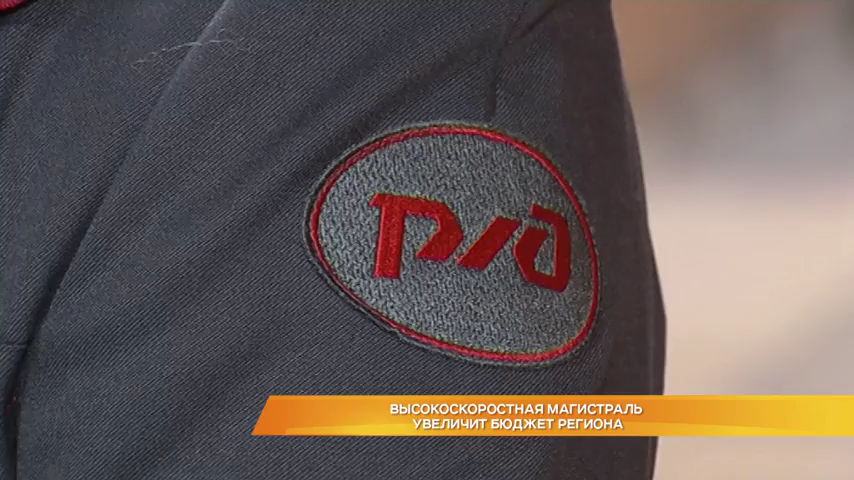 РЖД
ВЫСОКОСКОРОСТНАЯ МАГИСТРАЛЬ
УВЕЛИЧИТ БЮДЖЕТ РЕГИОНА